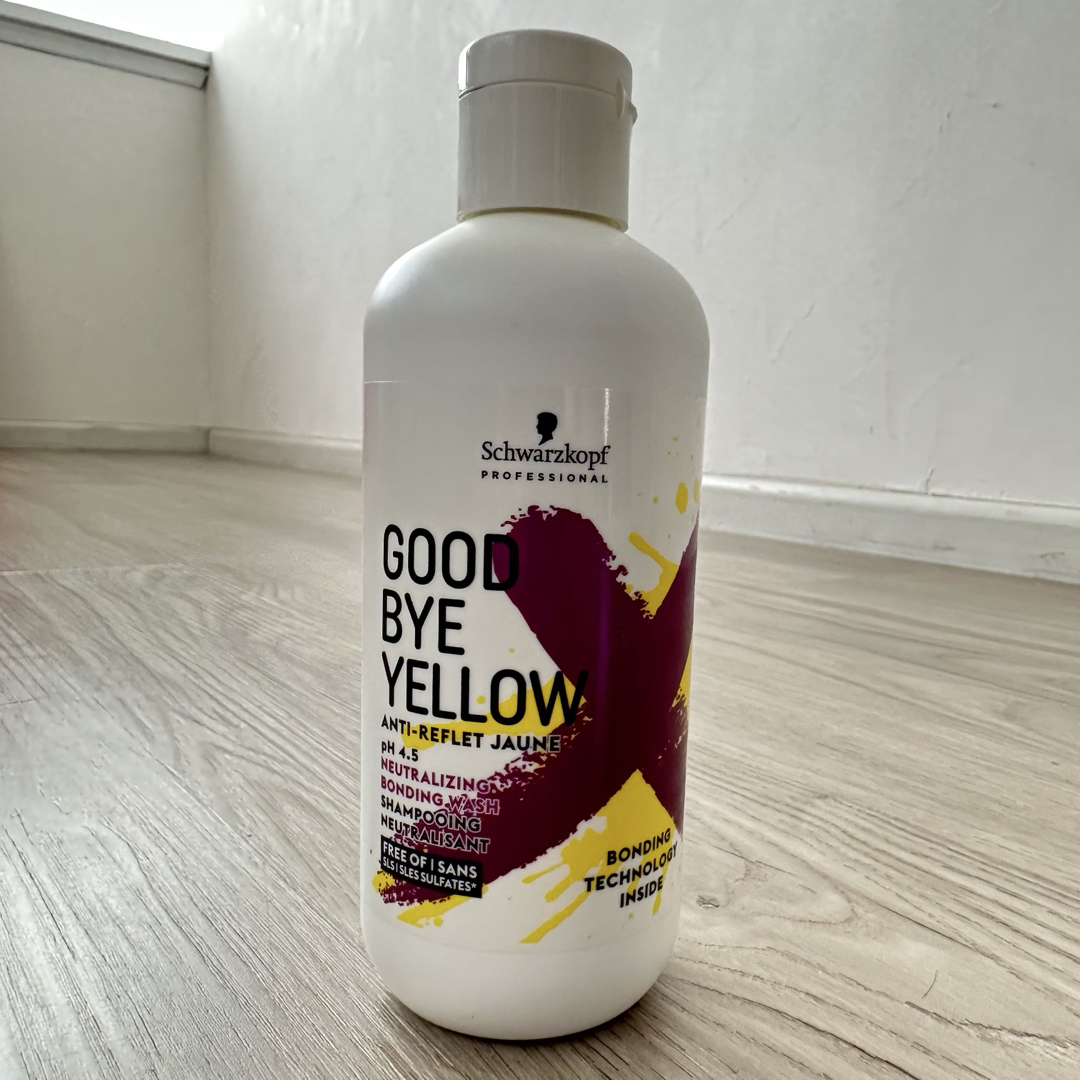 Schwarzkopf
PROFESSIONAL
GOOD
BYE
YELLOW
ANTI-REFLET JAUNE
pH 4.5
NEUTRALIZING
BONDING WASH
SHAMPOOING
NEUTRALISANT
FREE OF | SANS
SLS | SLES SULFATES*
BONDING
TECHNOLOGY
INSIDE